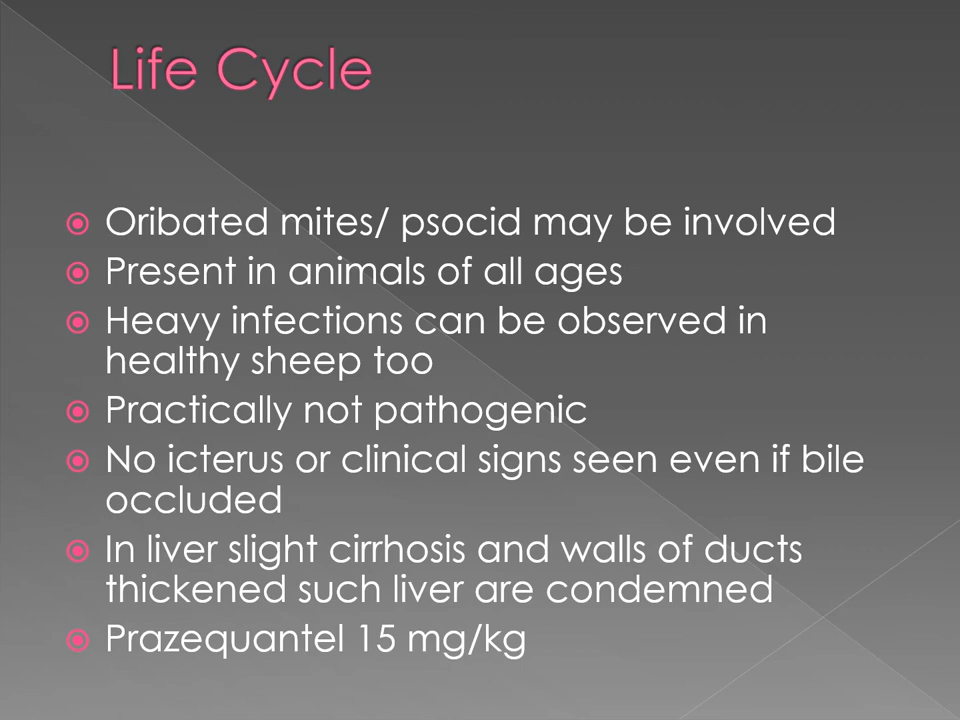 Life Cycle
Oribated mites/ psocid may be involved
Present in animals of all ages
Heavy infections can be observed in
healthy sheep too
Practically not pathogenic
No icterus or clinical signs seen even if bile
occluded
In liver slight cirrhosis and walls of ducts
thickened such liver are condemned
Prazequantel 15 mg/kg